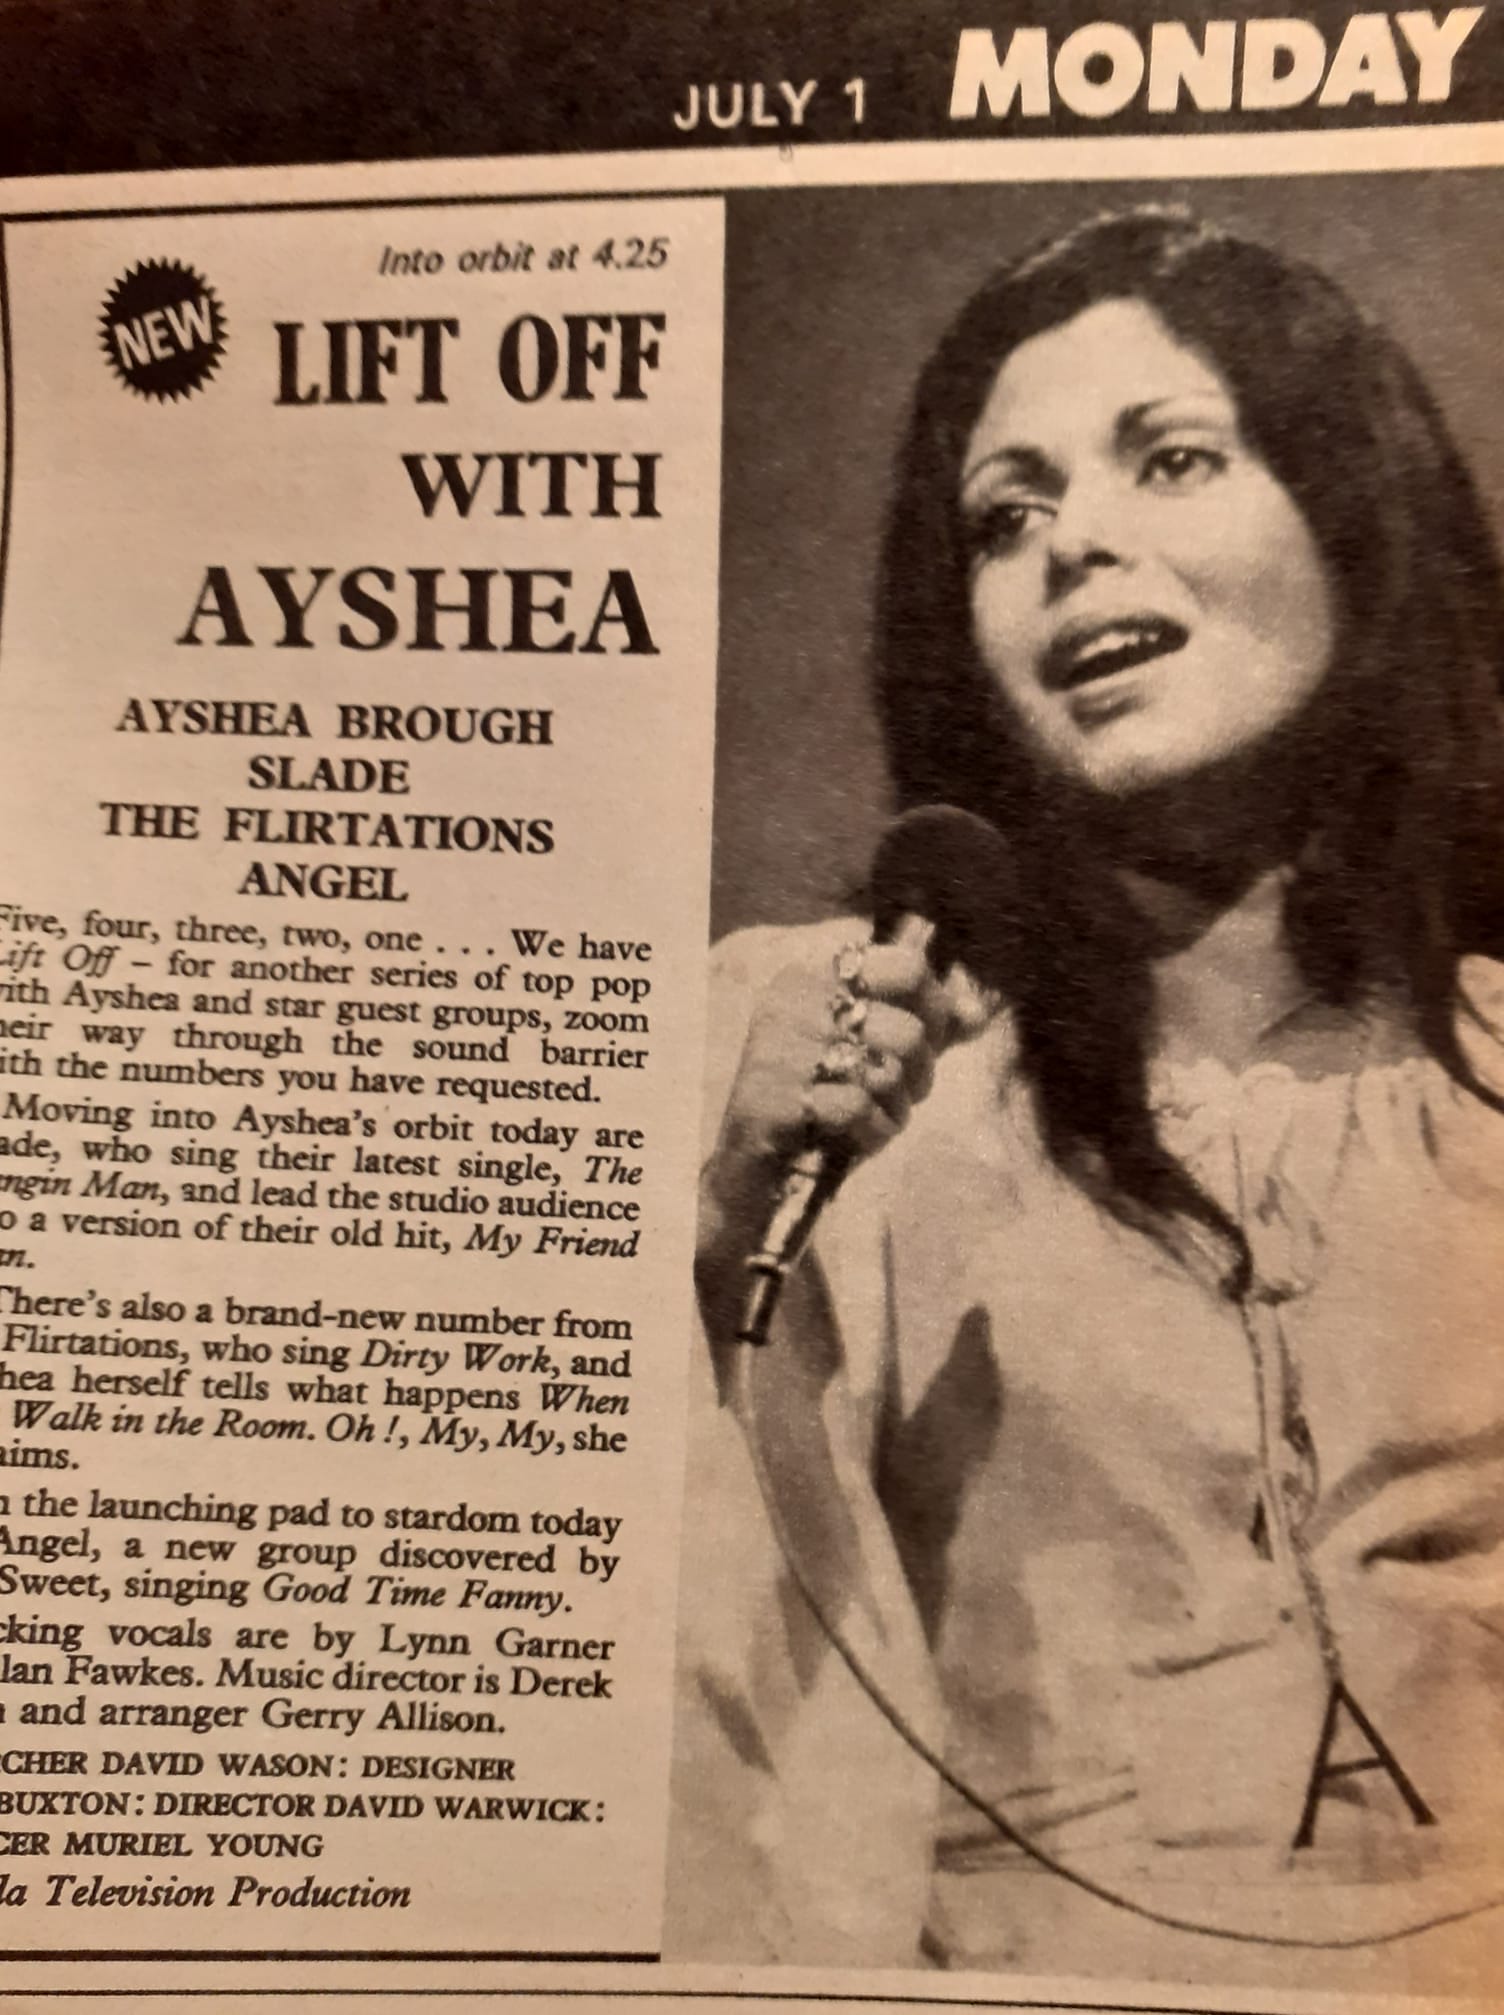 JULY 1 MONDAY
Into orbit at 4.25
NEW
LIFT OFF
WITH
AYSHEA
AYSHEA BROUGH
SLADE
THE FLIRTATIONS
ANGEL
Five, four, three, two, one . . . We have
Lift Off – for another series of top pop
with Ayshea and star guest groups, zoom
heir way through the sound barrier
ith the numbers you have requested.
Moving into Ayshea's orbit today are
ade, who sing their latest single, The
ngin Man, and lead the studio audience
o a version of their old hit, My Friend
an.
There's also a brand-new number from
Flirtations, who sing Dirty Work, and
hea herself tells what happens When
Walk in the Room. Oh !, My, My, she
aims.
n the launching pad to stardom today
Angel, a new group discovered by
Sweet, singing Good Time Fanny.
cking vocals are by Lynn Garner
lan Fawkes. Music director is Derek
and arranger Gerry Allison.
CHER DAVID WASON: DESIGNER
BUXTON: DIRECTOR DAVID WARWICK:
CER MURIEL YOUNG
la Television Production
A